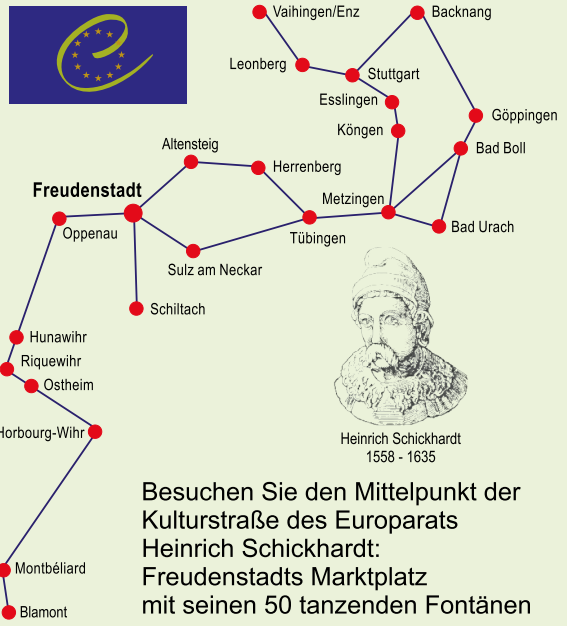 Vaihingen/Enz
Backnang
Leonberg
Stuttgart
Esslingen
Göppingen
Köngen
Bad Boll
Altensteig
Herrenberg
Freudenstadt
Metzingen
Oppenau
Tübingen
Bad Urach
Sulz am Neckar
Schiltach
Hunawihr
Riquewihr
Ostheim
Horbourg-Wihr
Heinrich Schickhardt
1558 - 1635
Besuchen Sie den Mittelpunkt der
Kulturstraße des Europarats
Heinrich Schickhardt:
Freudenstadts Marktplatz
mit seinen 50 tanzenden Fontänen
Montbéliard
Blamont